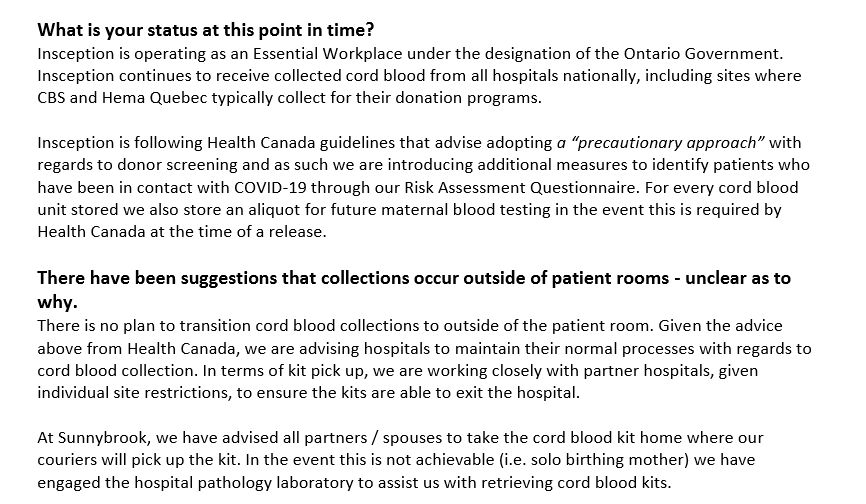 What is your status at this point in time?
Insception is operating as an Essential Workplace under the designation of the Ontario Government.
Insception continues to receive collected cord blood from all hospitals nationally, including sites where
CBS and Hema Quebec typically collect for their donation programs.
Insception is following Health Canada guidelines that advise adopting a “precautionary approach” with
regards to donor screening and as such we are introducing additional measures to identify patients who
have been in contact with COVID-19 through our Risk Assessment Questionnaire. For every cord blood
unit stored we also store an aliquot for future maternal blood testing in the event this is required by
Health Canada at the time of a release.
There have been suggestions that collections occur outside of patient rooms - unclear as to
why.
There is no plan to transition cord blood collections to outside of the patient room. Given the advice
above from Health Canada, we are advising hospitals to maintain their normal processes with regards to
cord blood collection. In terms of kit pick up, we are working closely with partner hospitals, given
individual site restrictions, to ensure the kits are able to exit the hospital.
At Sunnybrook, we have advised all partners / spouses to take the cord blood kit home where our
couriers will pick up the kit. In the event this is not achievable (i.e. solo birthing mother) we have
engaged the hospital pathology laboratory to assist us with retrieving cord blood kits.